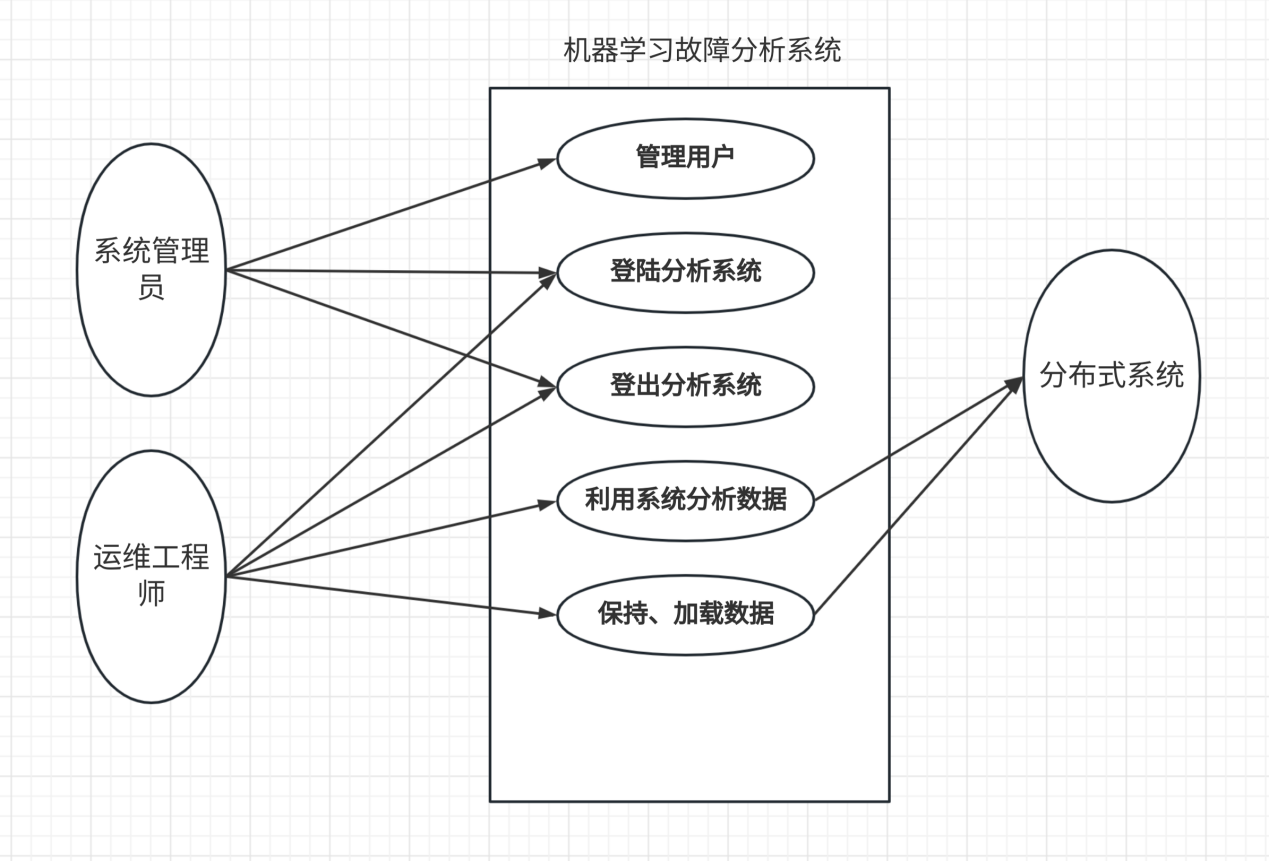 机器学习故障分析系统
管理用户
系统管理
员
登陆分析系统
登出分析系统
分布式系统
利用系统分析数据
运维工程
师
保持、加载数据